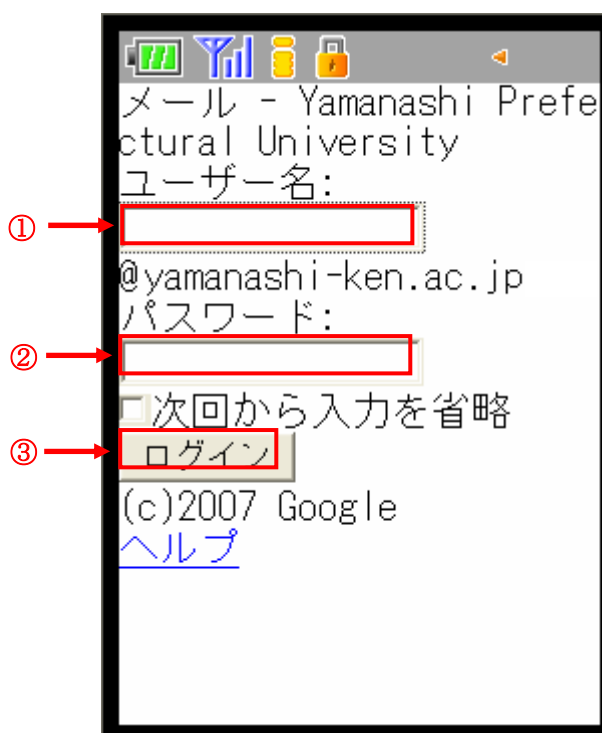 メール - Yamanashi Prefe
ctural University
ユーザー名:
①
@yamanashi-ken.ac.jp
パスワード:
②
次回から入力を省略
③ ログイン
(c)2007 Google
ヘルプ